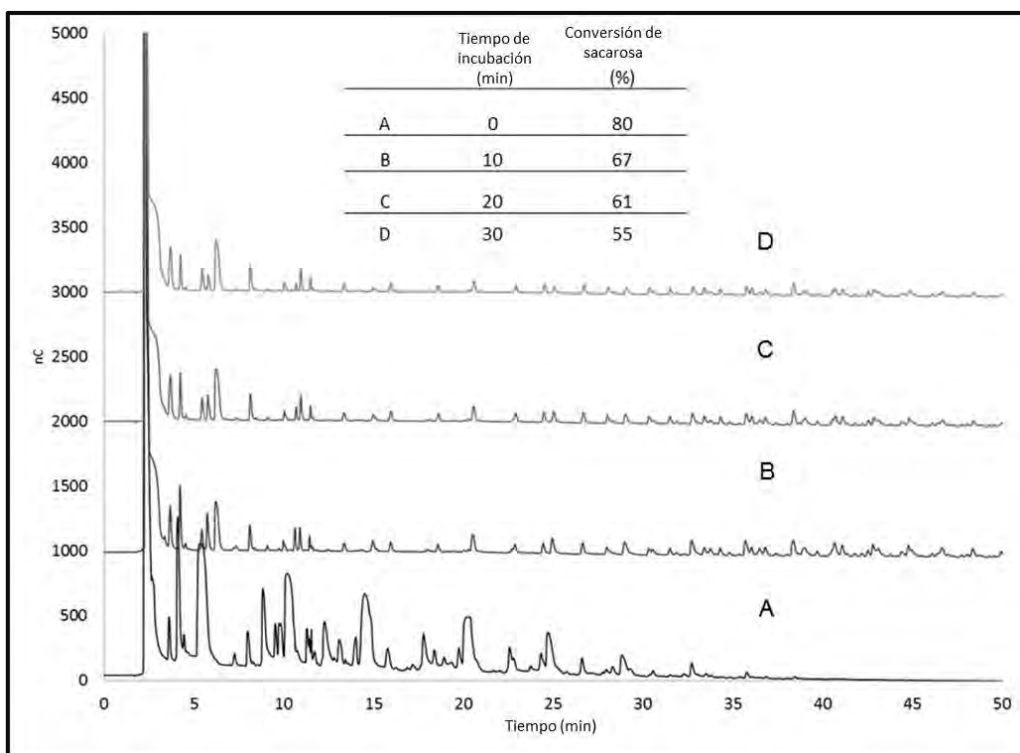 5000
Tiempo de incubación (min)
Conversión de sacarosa (%)
4500
A 0 80
4000
B 10 67
C 20 61
3500
D 30 55
D
3000
2500
nC
C
2000
1500
B
1000
500
A
0
0 5 10 15 20 25 30 35 40 45 50
Tiempo (min)